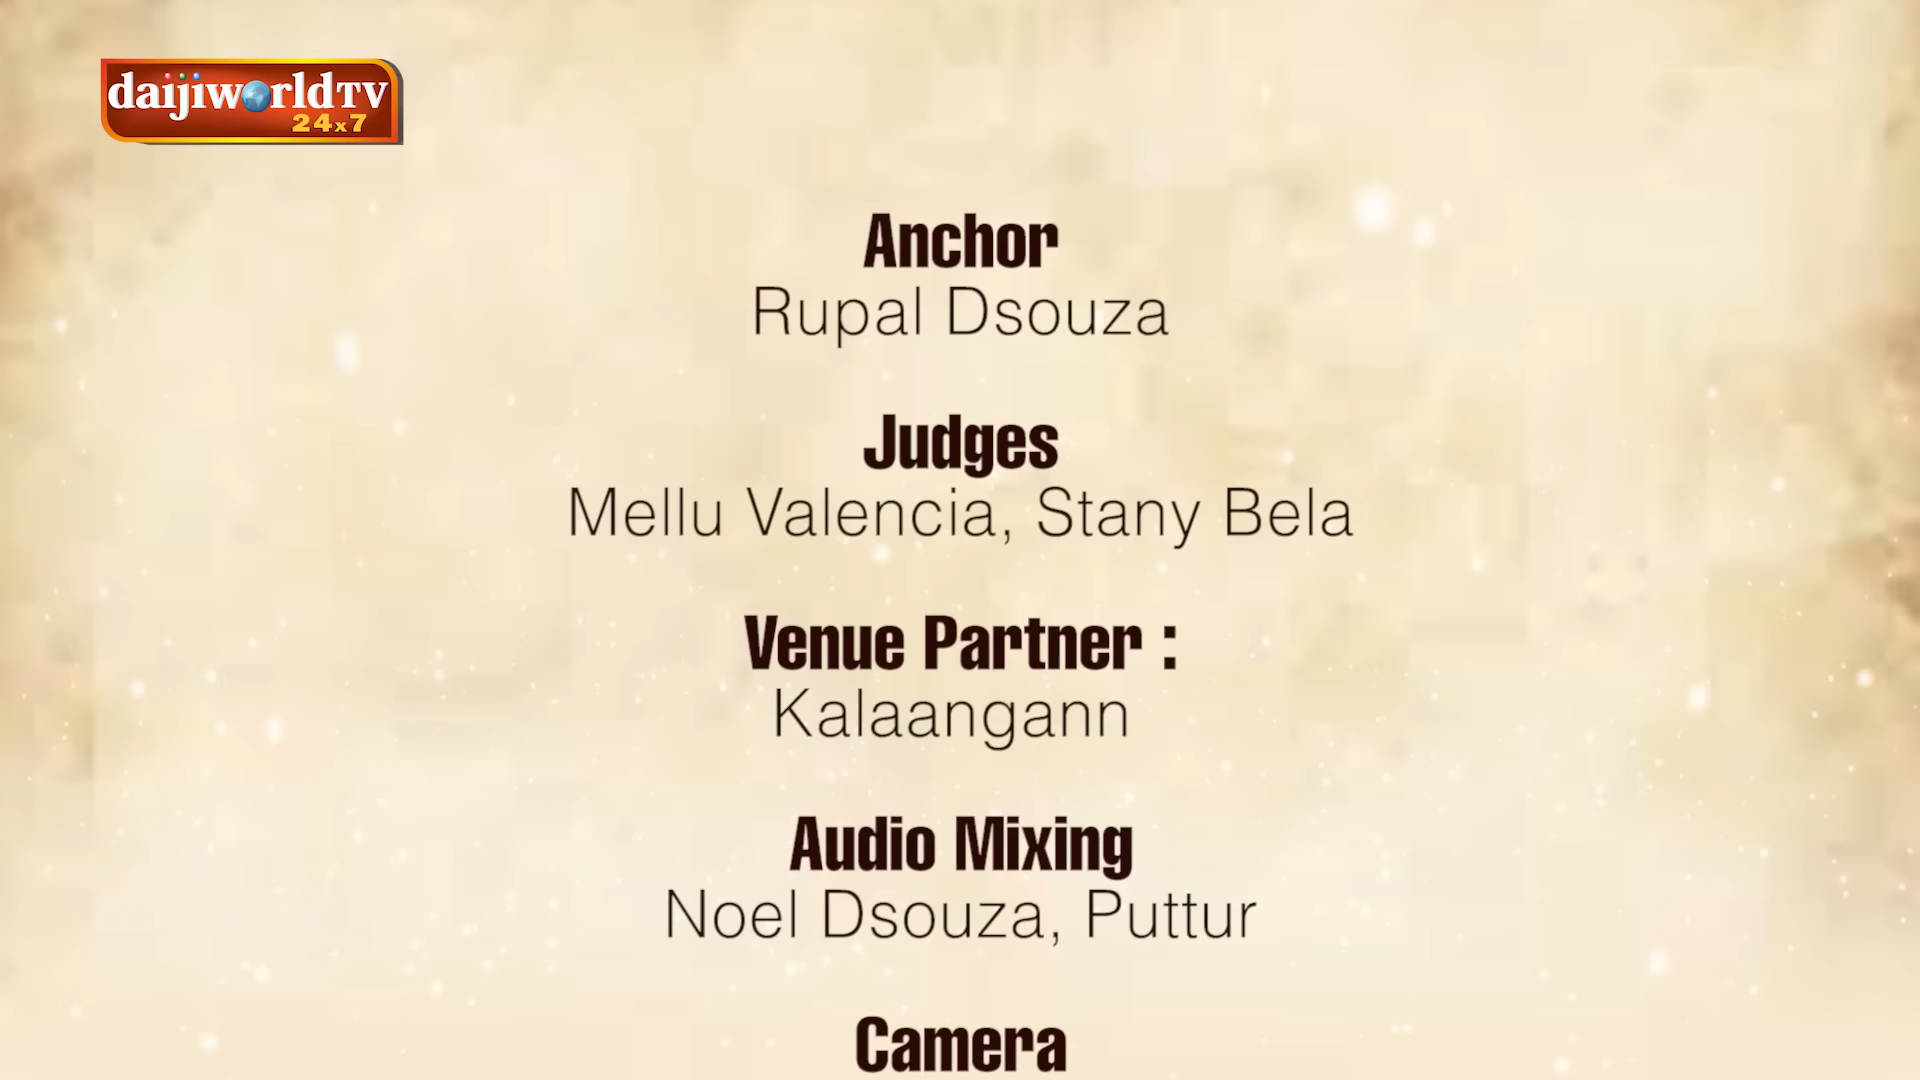 daijiworldTV
24x7
Anchor
Rupal Dsouza
Judges
Mellu Valencia, Stany Bela
Venue Partner :
Kalaangann
Audio Mixing
Noel Dsouza, Puttur
Camera